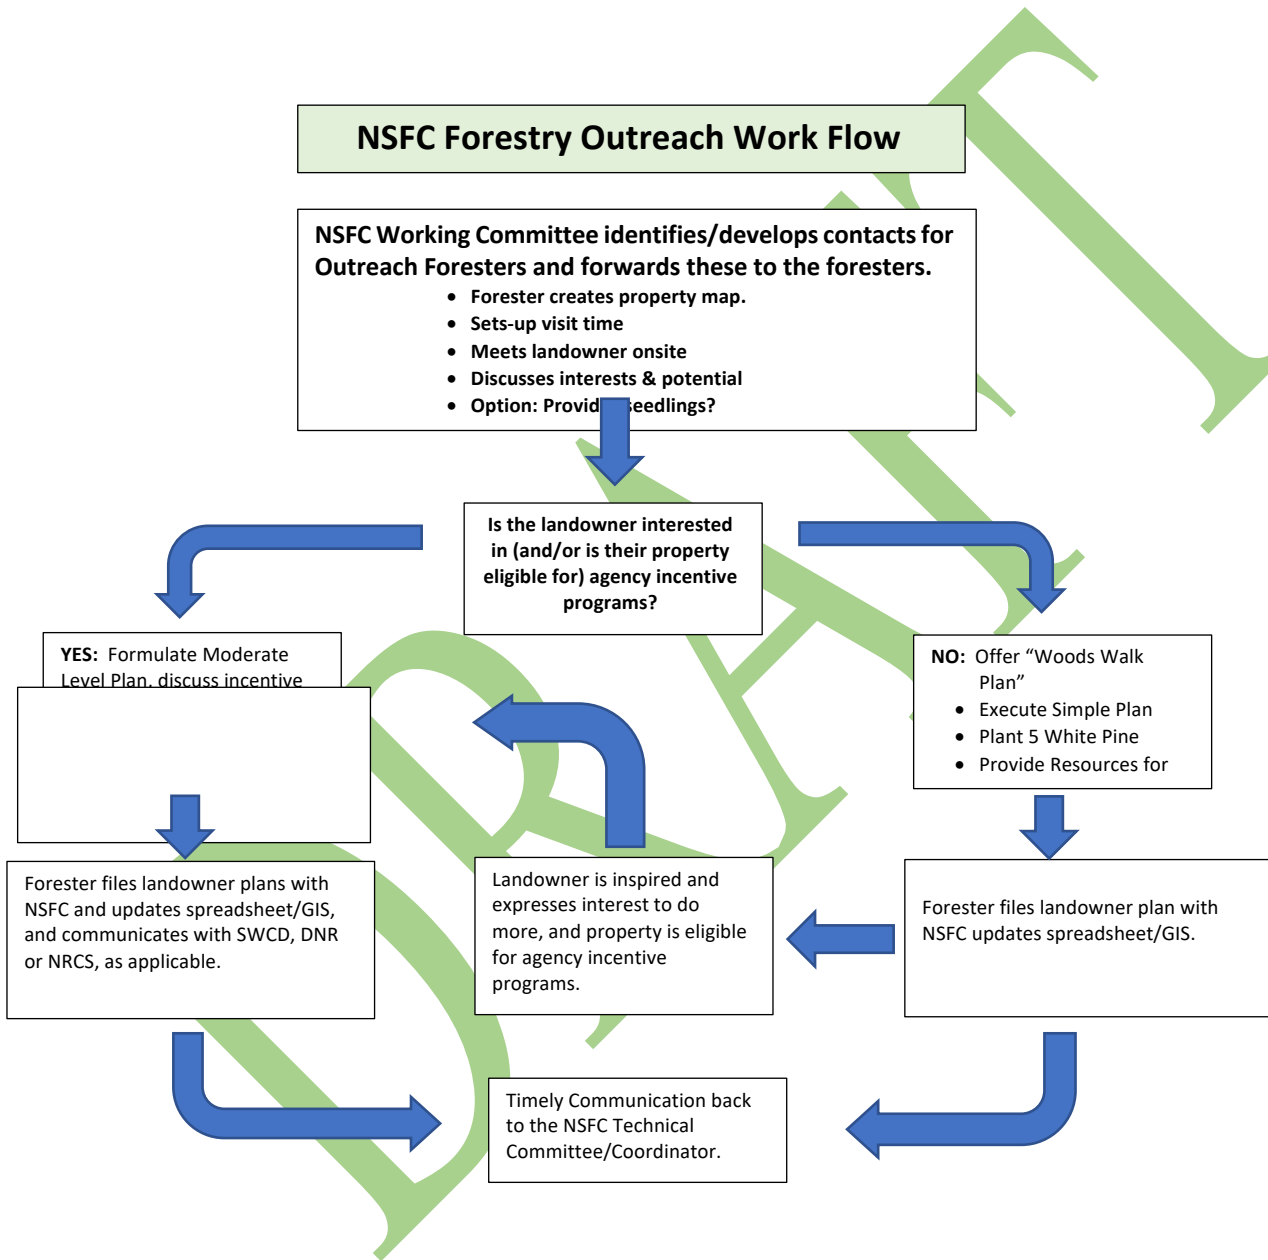 NSFC Forestry Outreach Work Flow
NSFC Working Committee identifies/develops contacts for
Outreach Foresters and forwards these to the foresters.
• Forester creates property map.
• Sets-up visit time
• Meets landowner onsite
• Discusses interests & potential
• Option: Provid seedlings?
Is the landowner interested
in (and/or is their property
eligible for) agency incentive
programs?
YES: Formulate Moderate
Level Plan, discuss incentive
NO: Offer “Woods Walk
Plan”
• Execute Simple Plan
• Plant 5 White Pine
• Provide Resources for
Forester files landowner plans with
NSFC and updates spreadsheet/GIS,
and communicates with SWCD, DNR
or NRCS, as applicable.
Landowner is inspired and
expresses interest to do
more, and property is eligible
for agency incentive
programs.
Forester files landowner plan with
NSFC updates spreadsheet/GIS.
Timely Communication back
to the NSFC Technical
Committee/Coordinator.
DRAFT